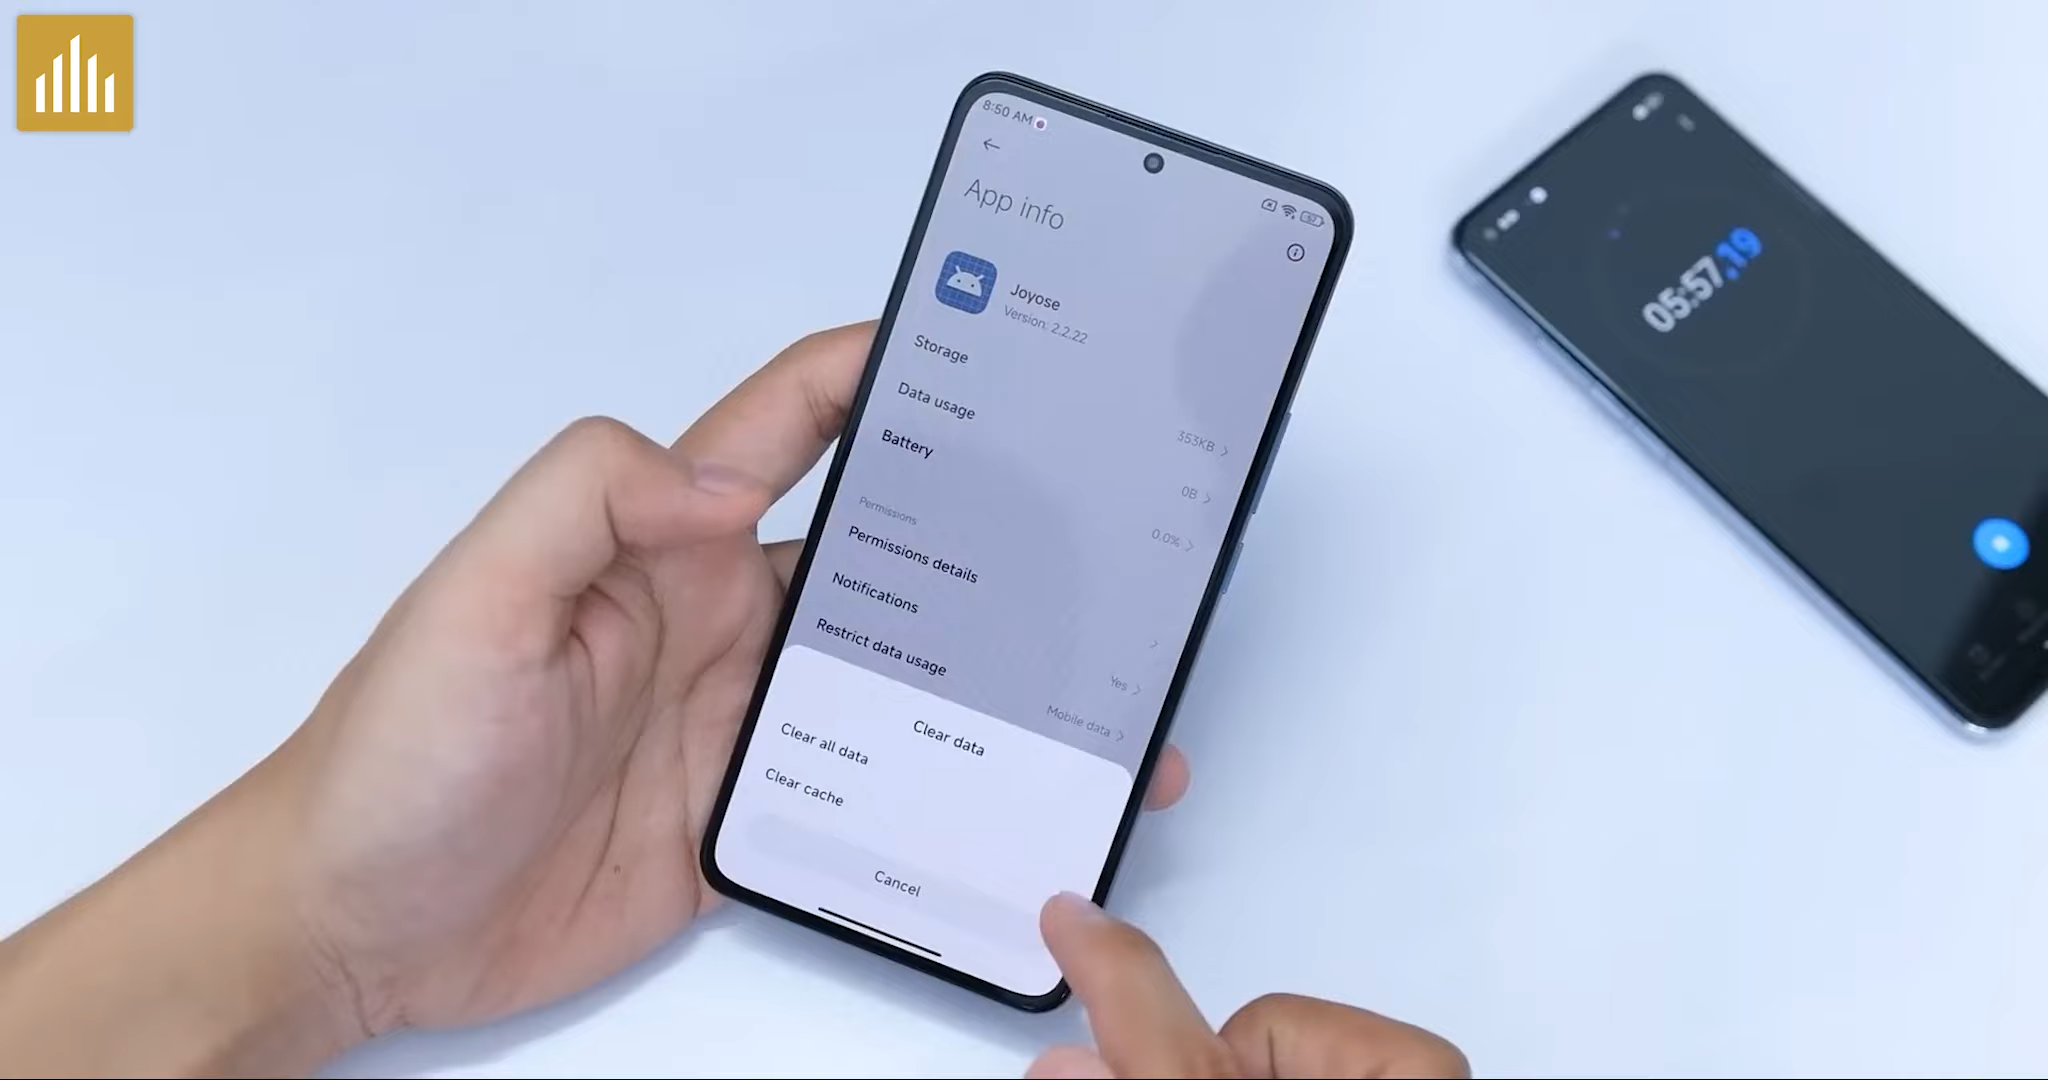 8:50 AM
App info
Joyose
Version: 2.2.22
Storage
353KB
Data usage
0B
Battery
0.0%
Permissions
Permissions details
Notifications
Yes
Restrict data usage
Mobile data
Clear data
Clear all data
Clear cache
Cancel
05:57,19